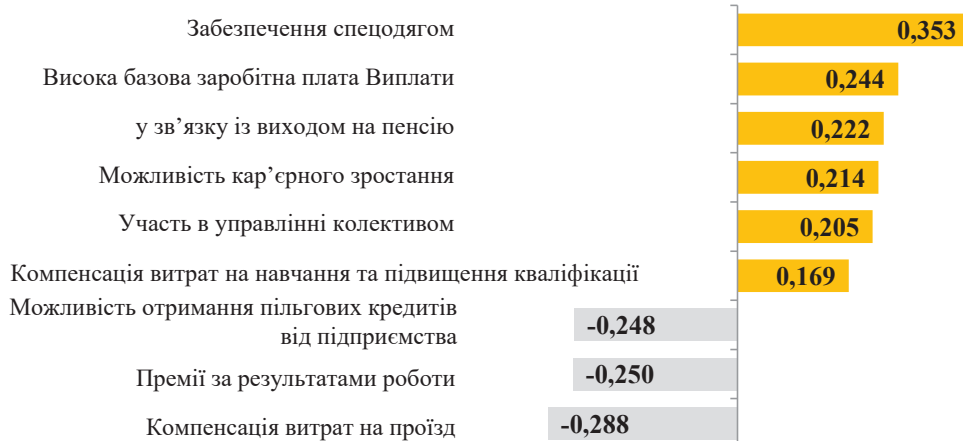 Забезпечення спецодягом 0,353
Висока базова заробітна плата Виплати 0,244
у зв’язку із виходом на пенсію 0,222
Можливість кар’єрного зростання 0,214
Участь в управлінні колективом 0,205
Компенсація витрат на навчання та підвищення кваліфікації 0,169
Можливість отримання пільгових кредитів
від підприємства -0,248
Премії за результатами роботи -0,250
Компенсація витрат на проїзд -0,288